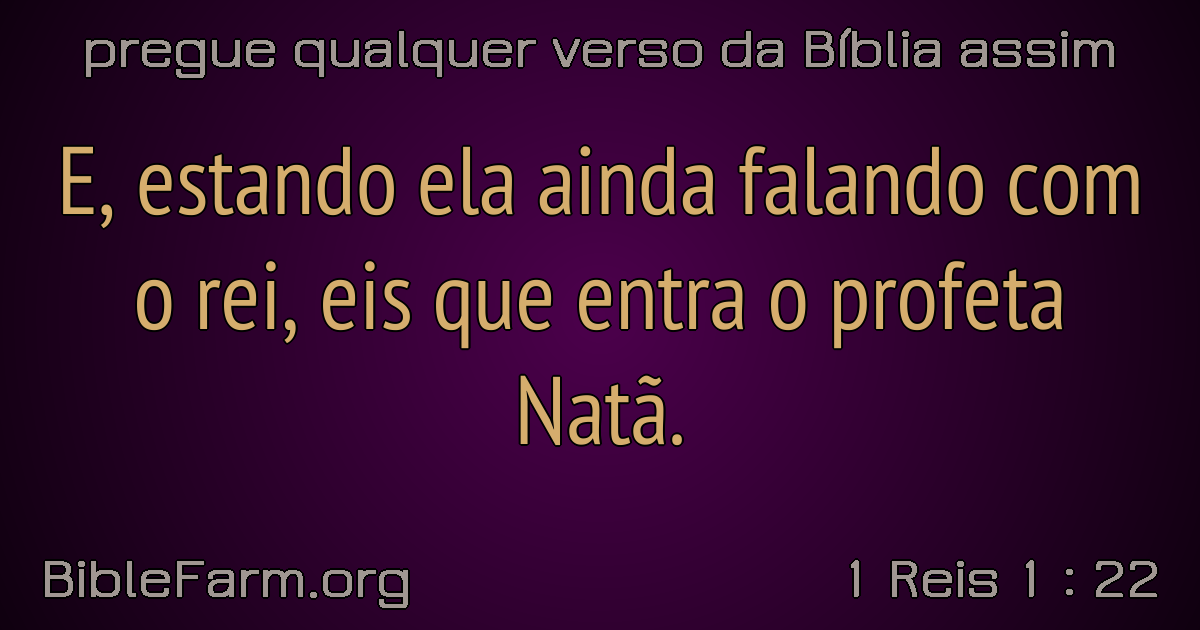 pregue qualquer verso da Bíblia assim
E, estando ela ainda falando com
o rei, eis que entra o profeta
Natã.
BibleFarm.org
1 Reis 1 : 22